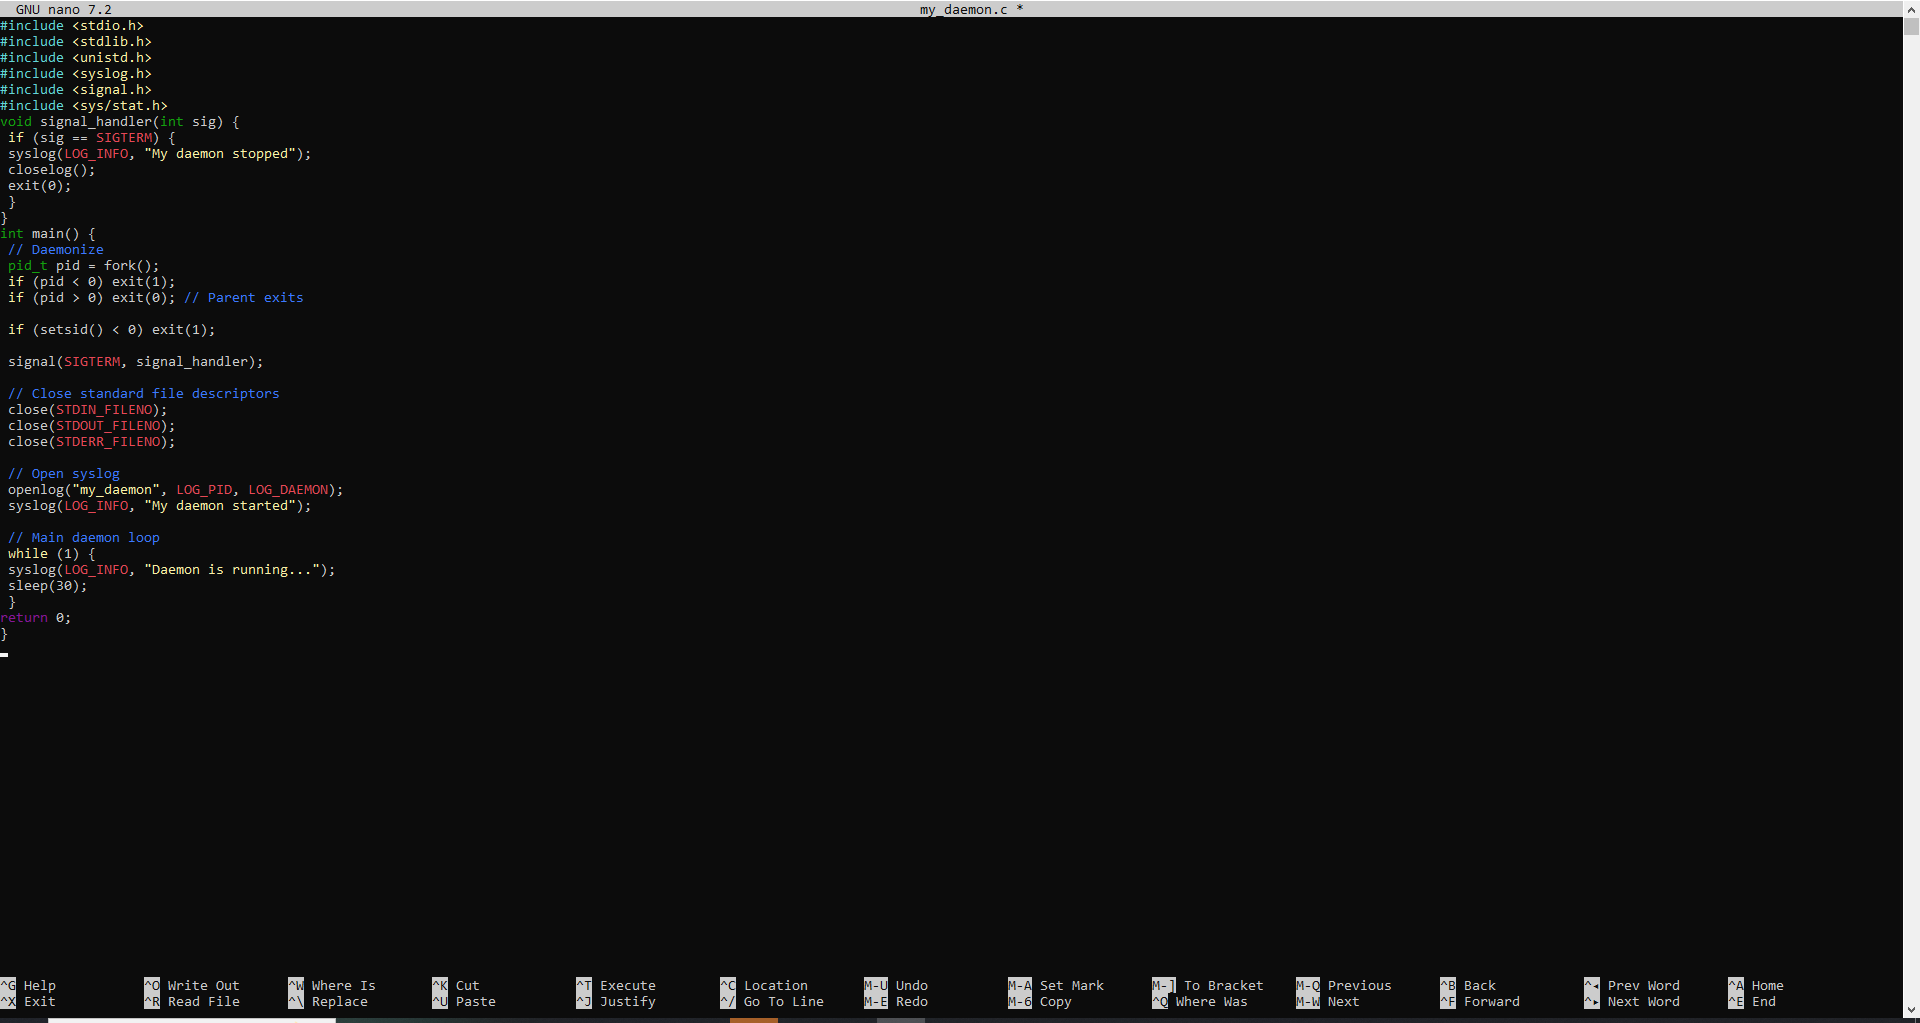 GNU nano 7.2 my_daemon.c *
#include <stdio.h>
#include <stdlib.h>
#include <unistd.h>
#include <syslog.h>
#include <signal.h>
#include <sys/stat.h>
void signal_handler(int sig) {
 if (sig == SIGTERM) {
 syslog(LOG_INFO, "My daemon stopped");
 closelog();
 exit(0);
 }
}
int main() {
 // Daemonize
 pid_t pid = fork();
 if (pid < 0) exit(1);
 if (pid > 0) exit(0); // Parent exits

 if (setsid() < 0) exit(1);

 signal(SIGTERM, signal_handler);

 // Close standard file descriptors
 close(STDIN_FILENO);
 close(STDOUT_FILENO);
 close(STDERR_FILENO);

 // Open syslog
 openlog("my_daemon", LOG_PID, LOG_DAEMON);
 syslog(LOG_INFO, "My daemon started");

 // Main daemon loop
 while (1) {
 syslog(LOG_INFO, "Daemon is running...");
 sleep(30);
 }
return 0;
}
^G Help ^O Write Out ^W Where Is ^K Cut ^T Execute ^C Location M-U Undo M-A Set Mark M-] To Bracket M-Q Previous ^B Back ^◂ Prev Word ^A Home
^X Exit ^R Read File ^\ Replace ^U Paste ^J Justify ^/ Go To Line M-E Redo M-6 Copy ^Q Where Was M-W Next ^F Forward ^▸ Next Word ^E End